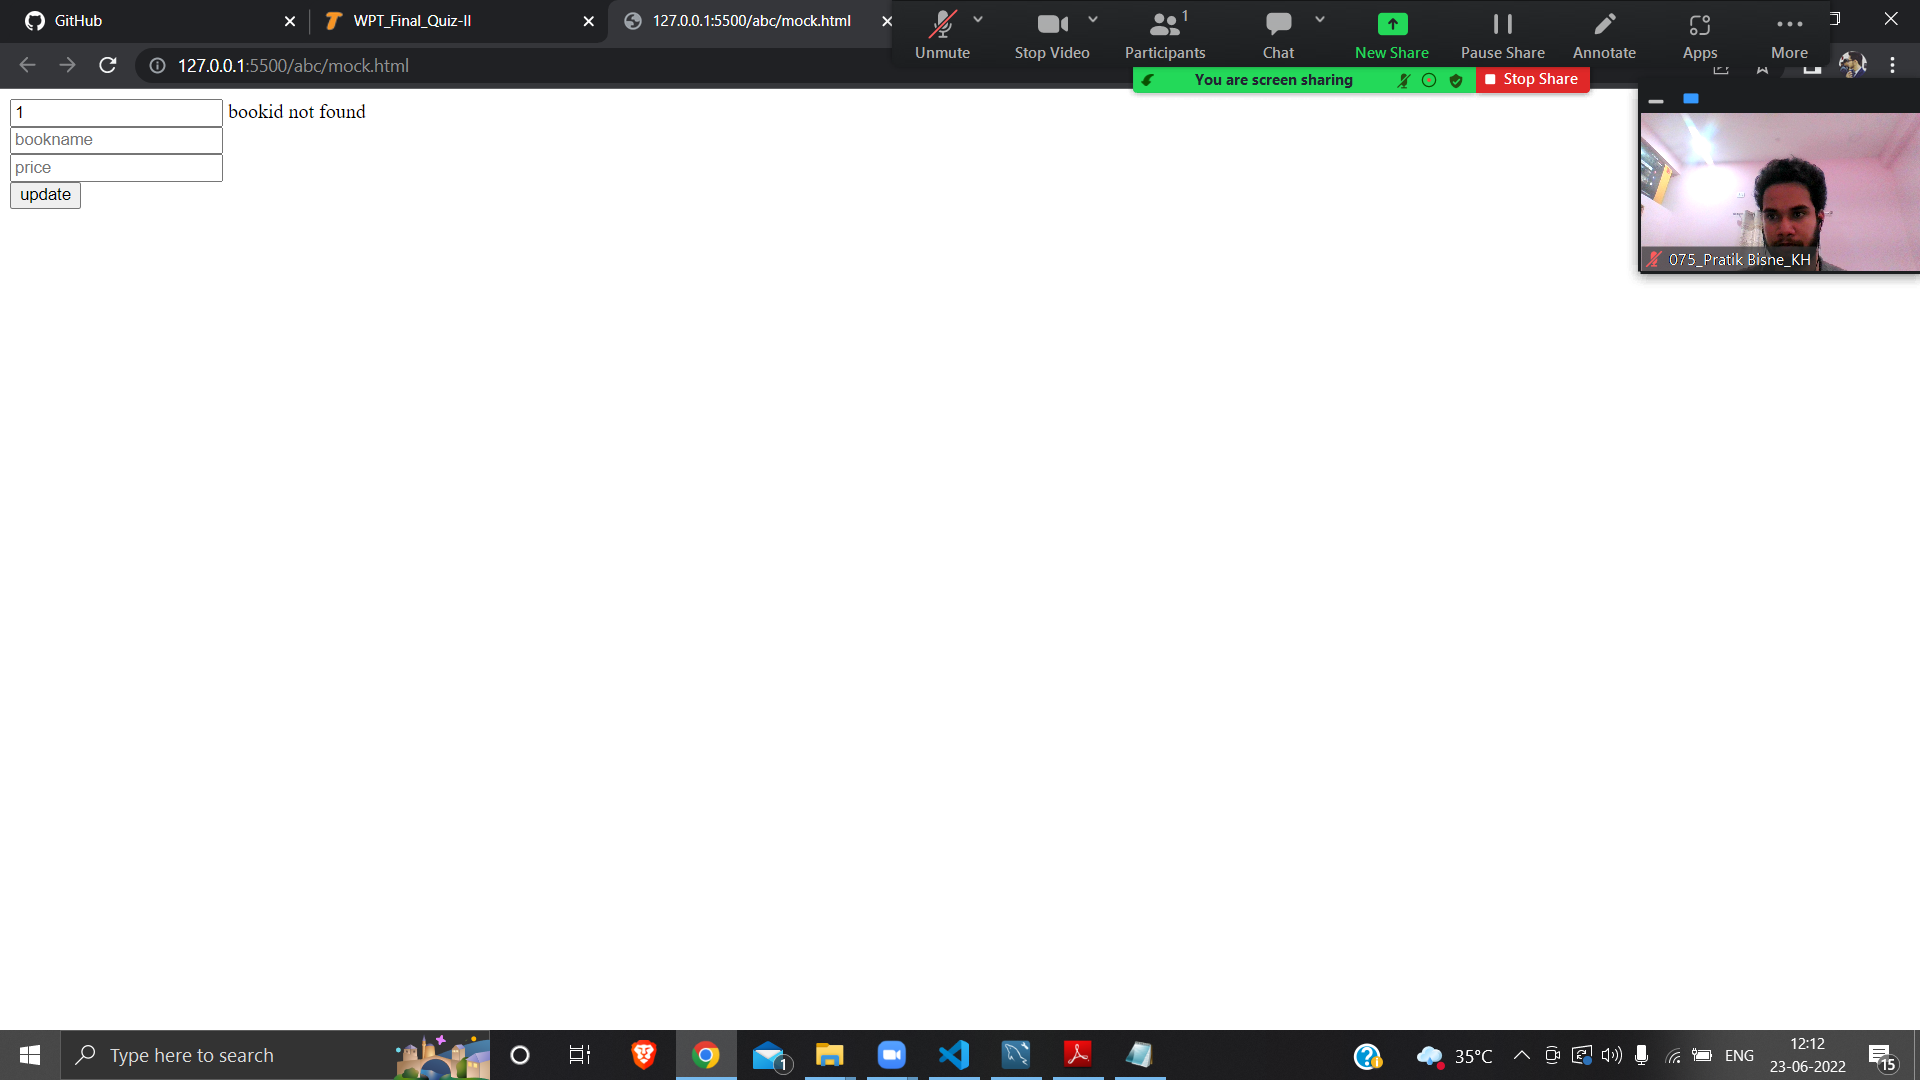 GitHub
WPT_Final_Quiz-II
127.0.0.1:5500/abc/mock.html
Unmute
Stop Video
Participants
1
Chat
New Share
Pause Share
Annotate
Apps
More
127.0.0.1:5500/abc/mock.html
You are screen sharing
Stop Share
1
bookid not found
bookname
price
update
075_Pratik Bisne_KH
Type here to search
1
35°C
ENG
12:12
23-06-2022
15